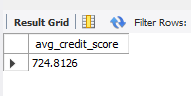 Result Grid Filter Rows:
avg_credit_score
724.8126